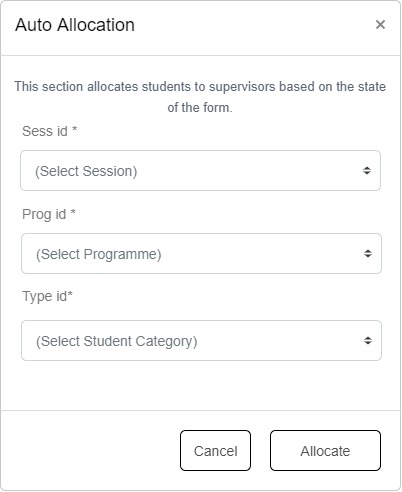 Auto Allocation ×
This section allocates students to supervisors based on the state
of the form.
Sess id *
(Select Session)
Prog id *
(Select Programme)
Type id*
(Select Student Category)
Cancel Allocate